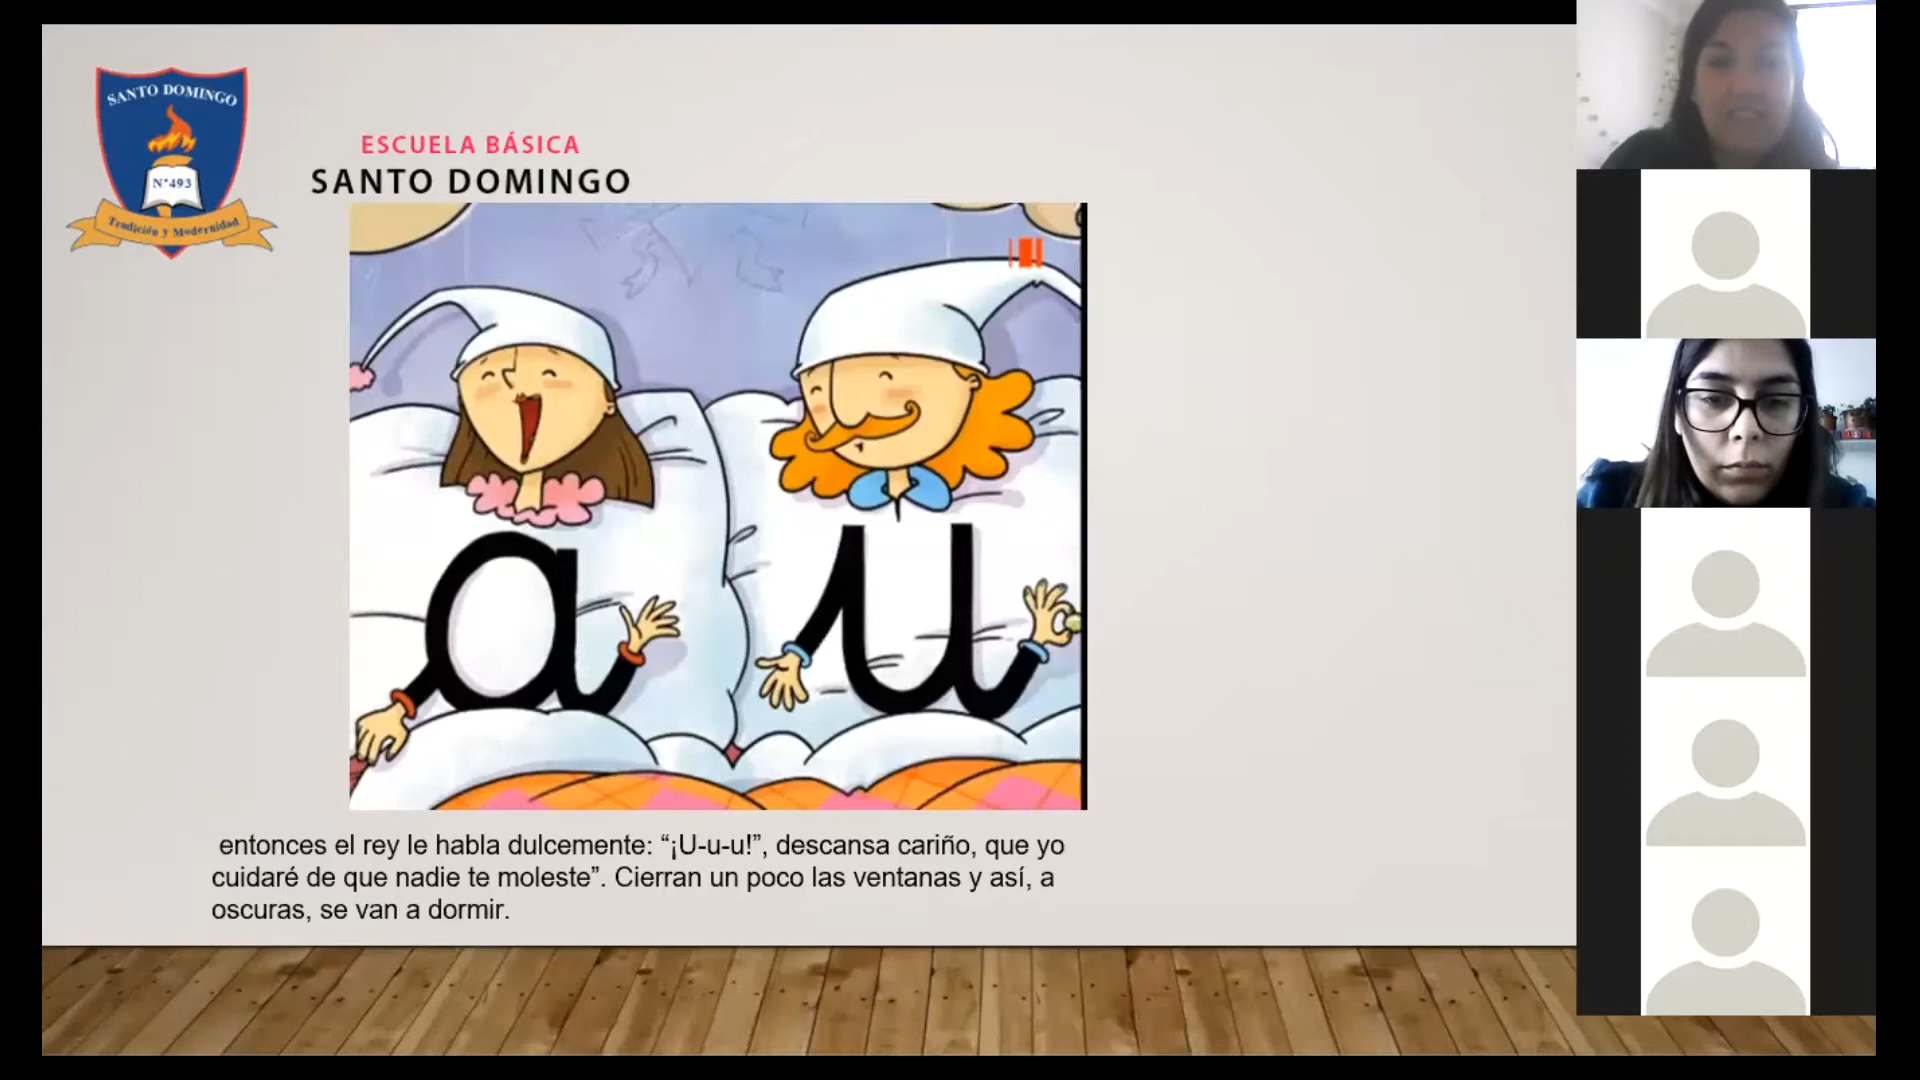 SANTO DOMINGO
N°493
Tradición y Modernidad
ESCUELA BÁSICA
SANTO DOMINGO
a u
entonces el rey le habla dulcemente: “¡U-u-u!”, descansa cariño, que yo
cuidaré de que nadie te moleste”. Cierran un poco las ventanas y así, a
oscuras, se van a dormir.